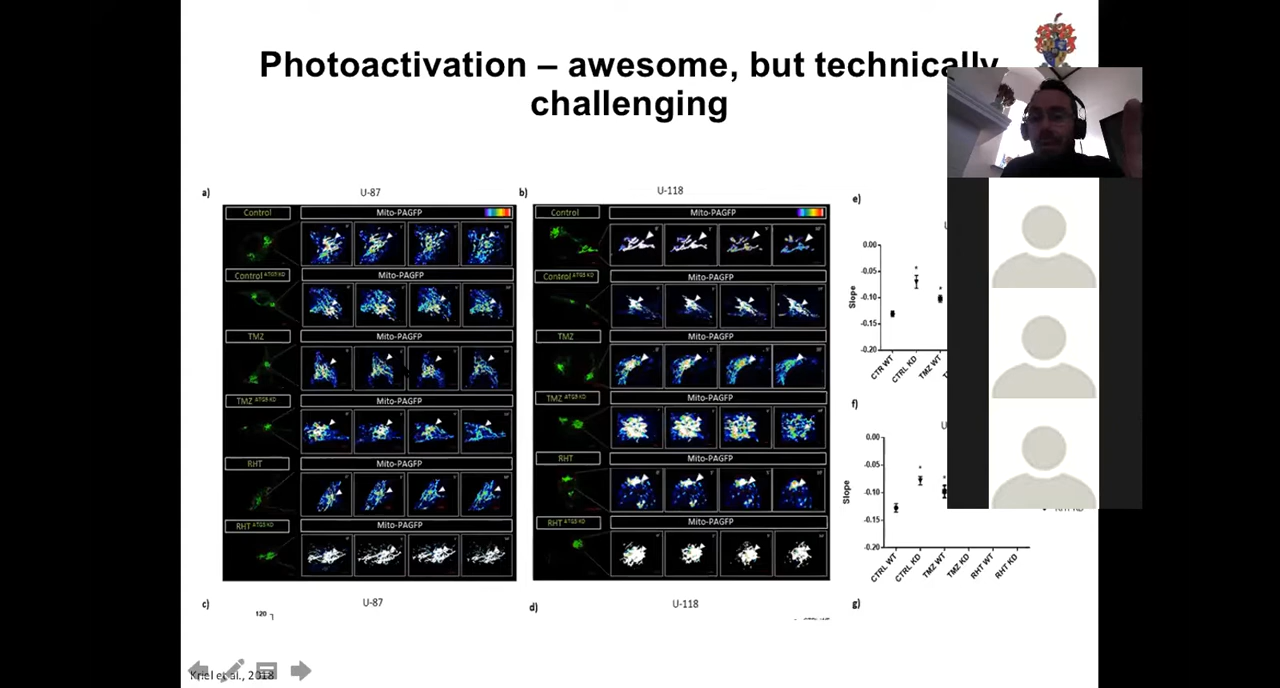 Photoactivation – awesome, but technically
challenging
a)
U-87
Control
Mito-PAGFP
Control ATG5 KD
Mito-PAGFP
TMZ
Mito-PAGFP
TMZ ATG5 KD
Mito-PAGFP
RHT
Mito-PAGFP
RHT ATG5 KD
Mito-PAGFP
b)
U-118
Control
Mito-PAGFP
Control ATG5 KD
Mito-PAGFP
TMZ
Mito-PAGFP
TMZ ATG5 KD
Mito-PAGFP
RHT
Mito-PAGFP
RHT ATG5 KD
Mito-PAGFP
e)
0.00
-0.05
-0.10
-0.15
-0.20
Slope
*
*
CTR WT
CTRL KD
TMZ WT
f)
0.00
-0.05
-0.10
-0.15
-0.20
Slope
*
*
CTRL WT
CTRL KD
TMZ WT
TMZ KD
RHT WT
RHT KD
c)
U-87
120
d)
U-118
g)
Kriel et al., 2018